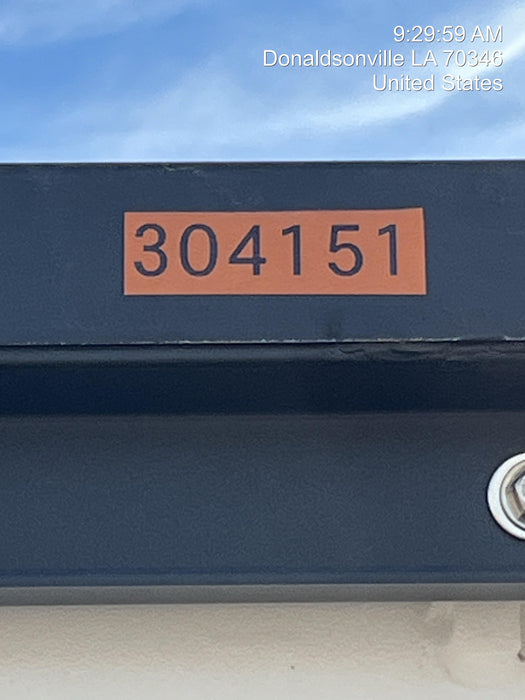 9:29:59 AM
Donaldsonville LA 70346
United States
304151